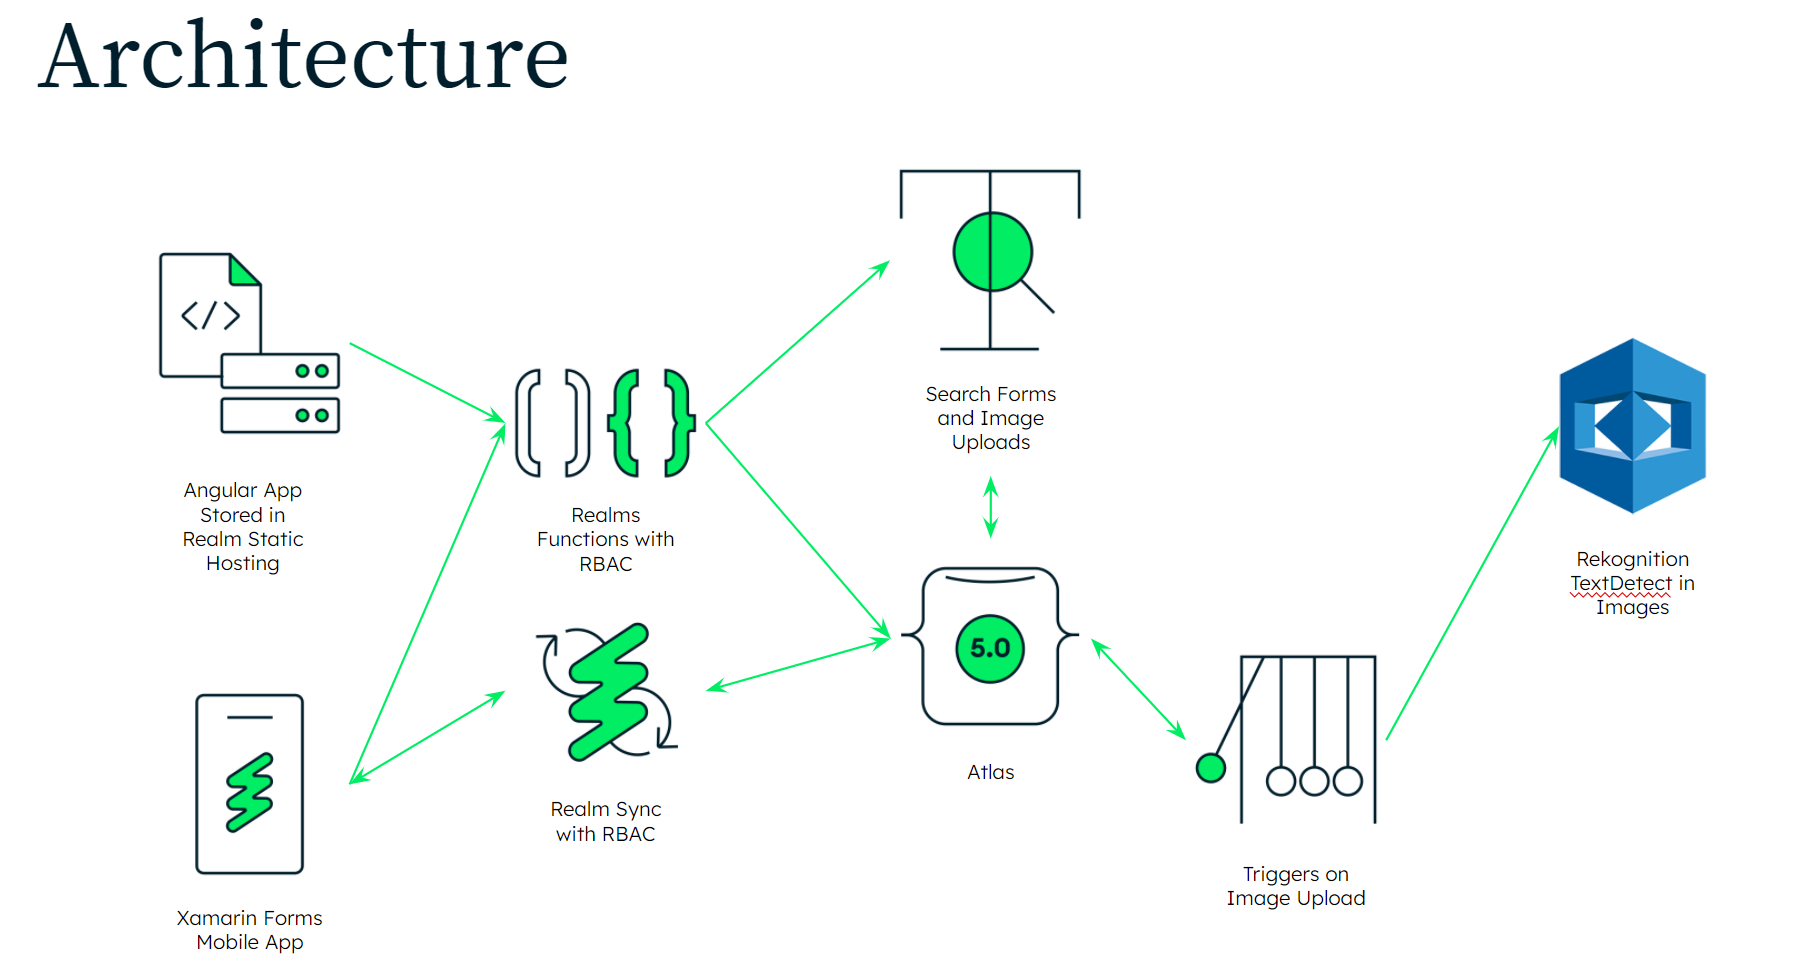 Architecture
</>
Angular App
Stored in
Realm Static
Hosting
Realms
Functions with
RBAC
Search Forms
and Image
Uploads
Rekognition
TextDetect in
Images
Realm Sync
with RBAC
5.0
Atlas
Triggers on
Image Upload
Xamarin Forms
Mobile App